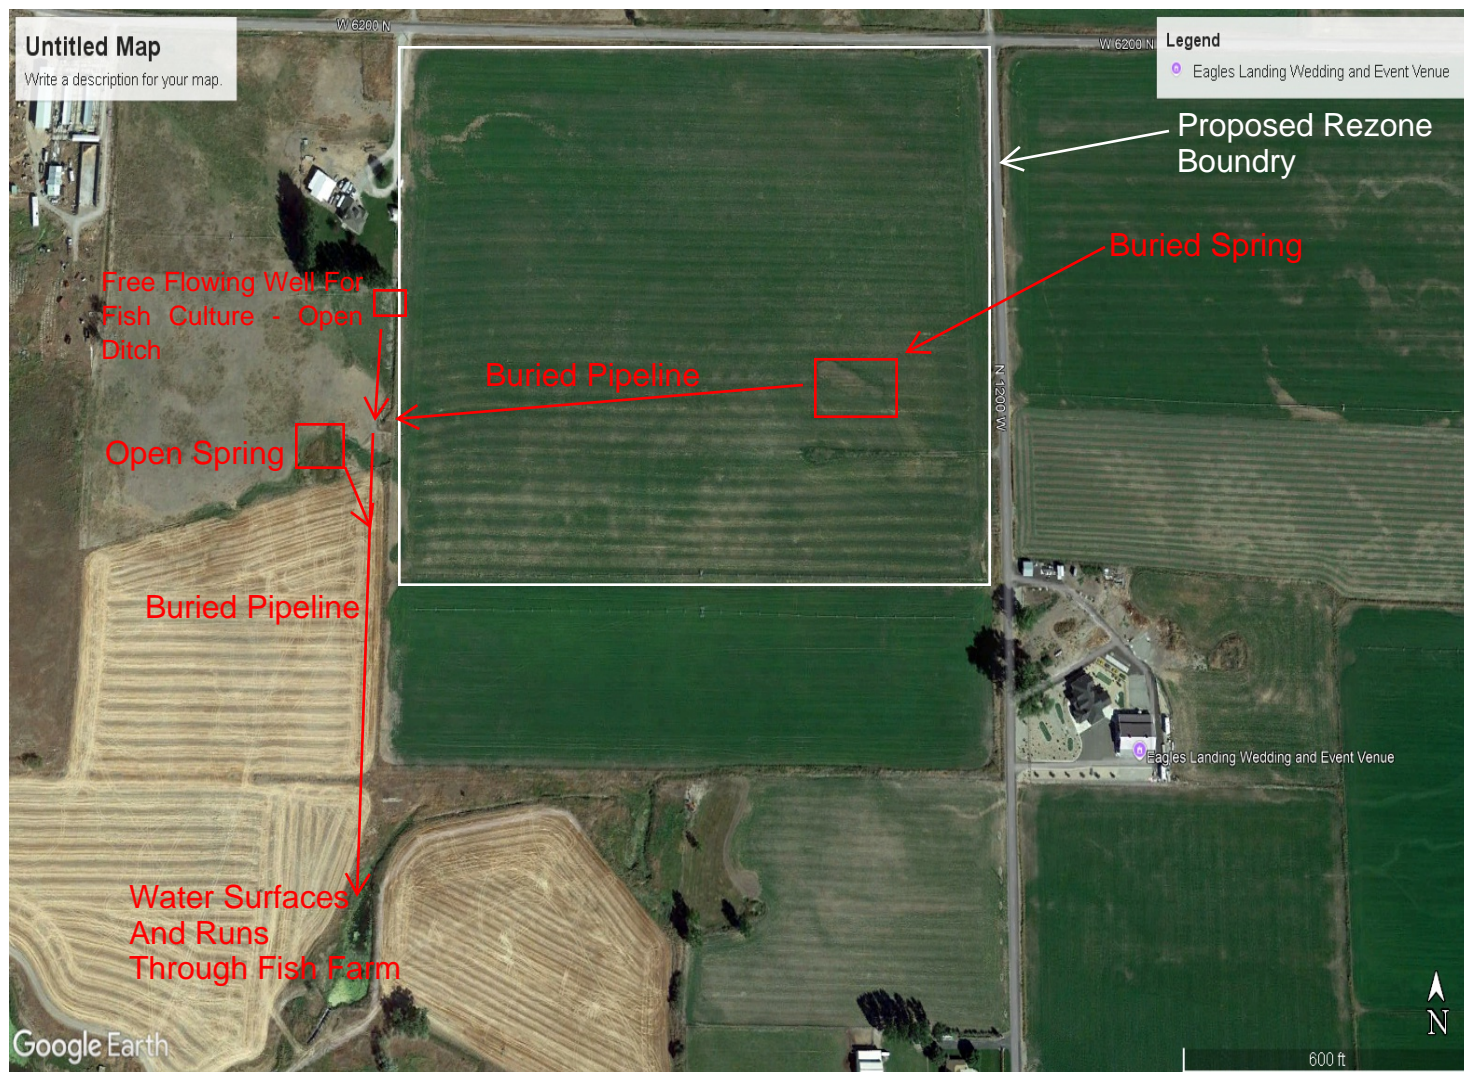 W 6200 N
Untitled Map
Write a description for your map.
W 6200 N
Legend
Eagles Landing Wedding and Event Venue
Proposed Rezone
Boundry
Buried Spring
Free Flowing Well For
Fish Culture - Open
Ditch
Buried Pipeline
N 1200 W
Open Spring
Buried Pipeline
Eagles Landing Wedding and Event Venue
Water Surfaces
And Runs
Through Fish Farm
N
Google Earth
600 ft